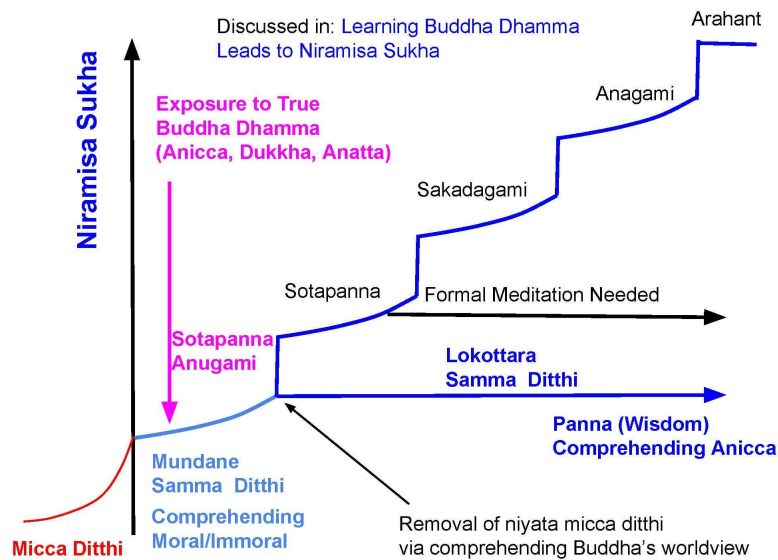 Discussed in: Learning Buddha Dhamma
Leads to Niramisa Sukha
Arahant
Niramisa Sukha
Exposure to True
Buddha Dhamma
(Anicca, Dukkha, Anatta)
Anagami
Sakadagami
Sotapanna
Formal Meditation Needed
Sotapanna
Anugami
Lokottara
Samma Ditthi
Panna (Wisdom)
Comprehending Anicca
Mundane
Samma Ditthi
Comprehending
Moral/Immoral
Micca Ditthi
Removal of niyata micca ditthi
via comprehending Buddha's worldview